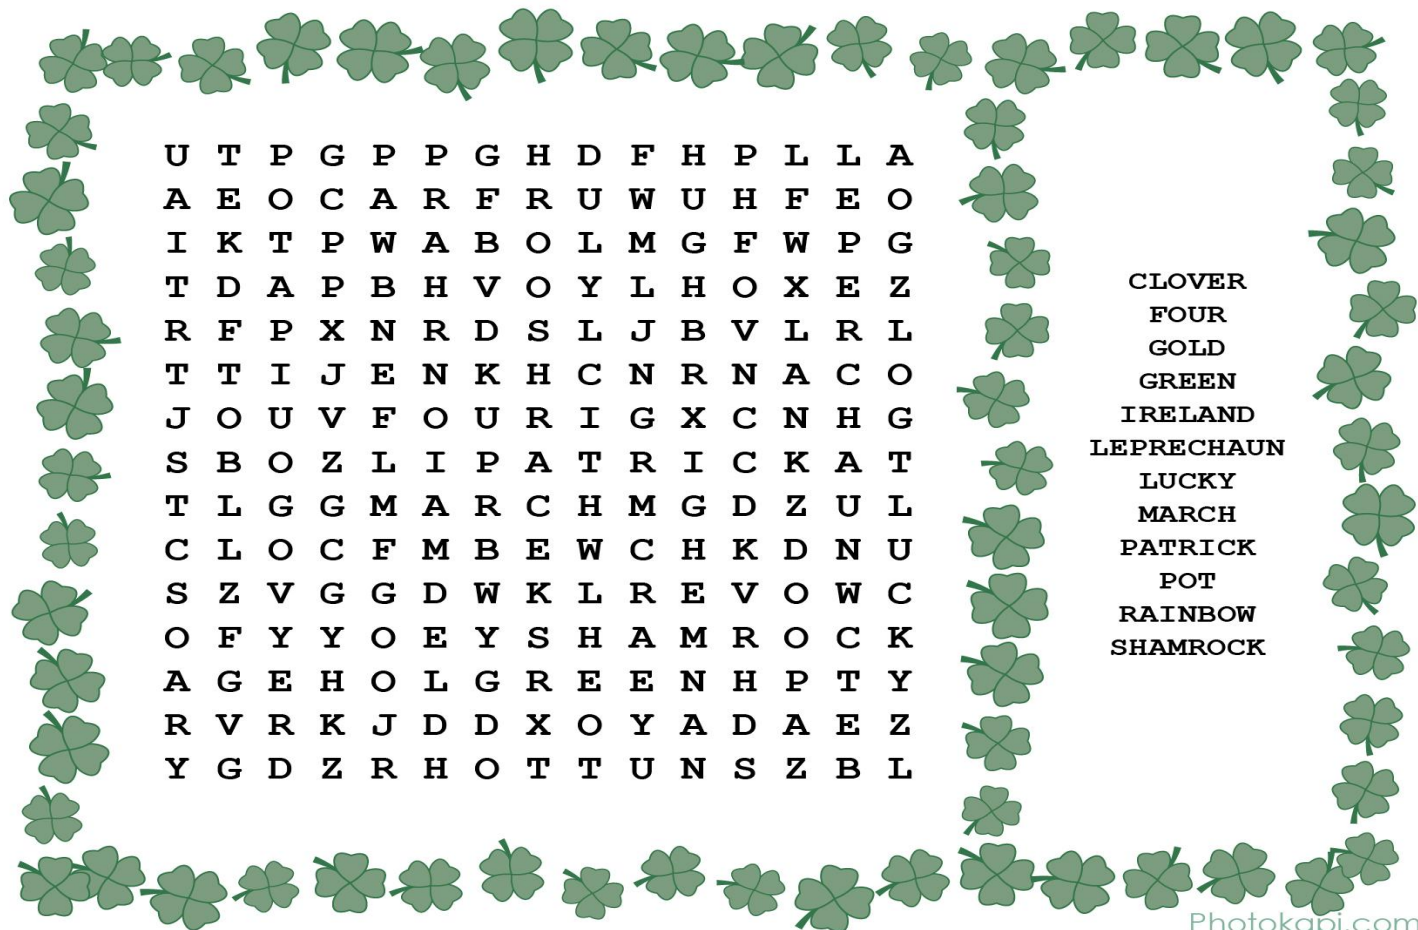 U T P G P P G H D F H P L L A
A E O C A R F R U W U H F E O
I K T P W A B O L M G F W P G
T D A P B H V O Y L H O X E Z
R F P X N R D S L J B V L R L
T T I J E N K H C N R N A C O
J O U V F O U R I G X C N H G
S B O Z L I P A T R I C K A T
T L G G M A R C H M G D Z U L
C L O C F M B E W C H K D N U
S Z V G G D W K L R E V O W C
O F Y Y O E Y S H A M R O C K
A G E H O L G R E E N H P T Y
R V R K J D D X O Y A D A E Z
Y G D Z R H O T T U N S Z B L
CLOVER
FOUR
GOLD
GREEN
IRELAND
LEPRECHAUN
LUCKY
MARCH
PATRICK
POT
RAINBOW
SHAMROCK
Photokapi.com